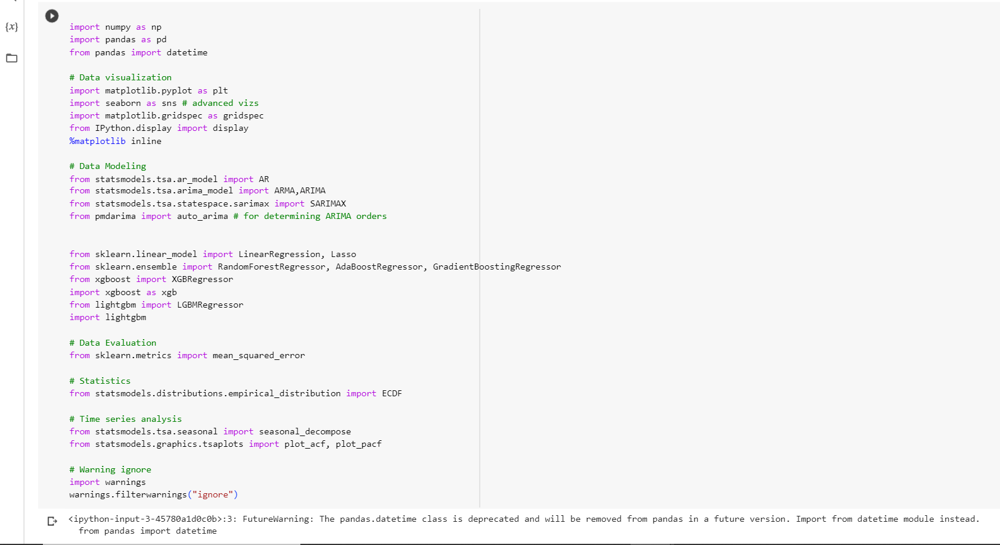 {x}
import numpy as np
import pandas as pd
from pandas import datetime
# Data visualization
import matplotlib.pyplot as plt
import seaborn as sns # advanced vizs
import matplotlib.gridspec as gridspec
from IPython.display import display
%matplotlib inline
# Data Modeling
from statsmodels.tsa.ar_model import AR
from statsmodels.tsa.arima_model import ARMA,ARIMA
from statsmodels.tsa.statespace.sarimax import SARIMAX
from pmdarima import auto_arima # for determining ARIMA orders
from sklearn.linear_model import LinearRegression, Lasso
from sklearn.ensemble import RandomForestRegressor, AdaBoostRegressor, GradientBoostingRegressor
from xgboost import XGBRegressor
import xgboost as xgb
from lightgbm import LGBMRegressor
import lightgbm
# Data Evaluation
from sklearn.metrics import mean_squared_error
# Statistics
from statsmodels.distributions.empirical_distribution import ECDF
# Time series analysis
from statsmodels.tsa.seasonal import seasonal_decompose
from statsmodels.graphics.tsaplots import plot_acf, plot_pacf
# Warning ignore
import warnings
warnings.filterwarnings("ignore")
<ipython-input-3-45780a1d0c0b>:3: FutureWarning: The pandas.datetime class is deprecated and will be removed from pandas in a future version. Import from datetime module instead.
from pandas import datetime